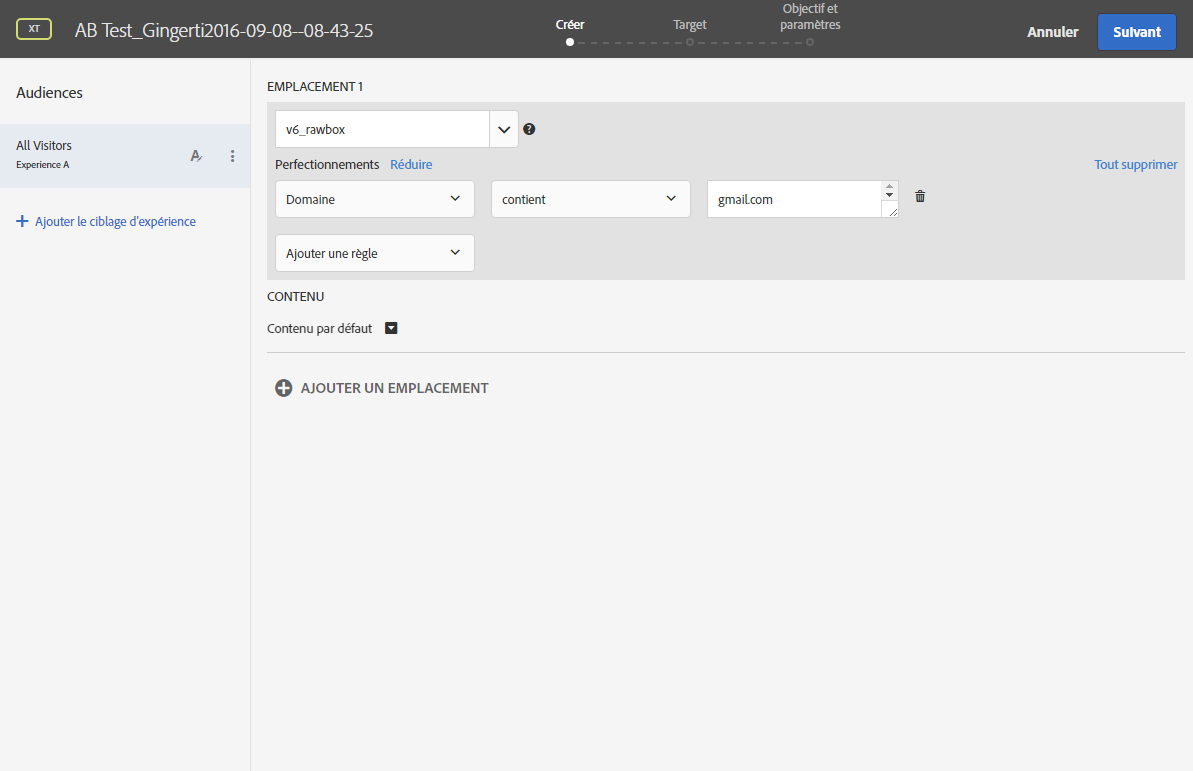 XT
AB Test_Gingerti2016-09-08--08-43-25
Créer
Target
Objectif et
paramètres
Annuler
Suivant
Audiences
All Visitors
Experience A
Ajouter le ciblage d'expérience
EMPLACEMENT 1
v6_rawbox
Perfectionnements Réduire
Tout supprimer
Domaine
contient
gmail.com
Ajouter une règle
CONTENU
Contenu par défaut
AJOUTER UN EMPLACEMENT